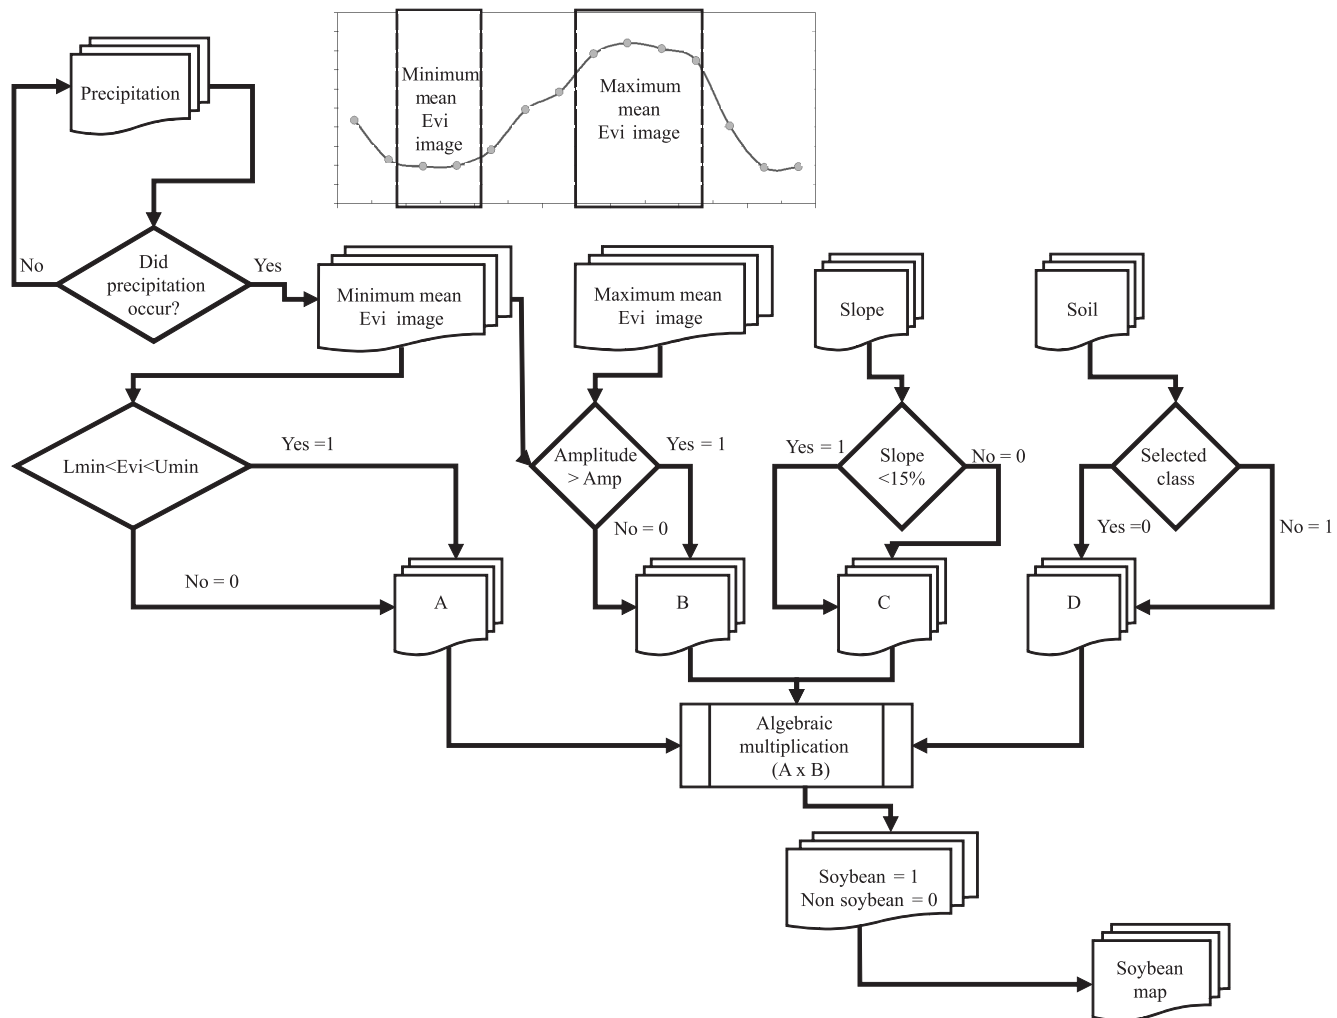 Precipitation
Minimum
mean
Evi
image
Maximum
mean
Evi image
No
Did
precipitation
occur?
Yes
Minimum mean
Evi image
Maximum mean
Evi image
Slope
Soil
Lmin<Evi<Umin
Yes =1
No = 0
Amplitude
> Amp
Yes = 1
No = 0
Yes = 1
Slope
<15%
No = 0
Selected
class
Yes =0
No = 1
A
B
C
D
Algebraic
multiplication
(A x B)
Soybean = 1
Non soybean = 0
Soybean
map